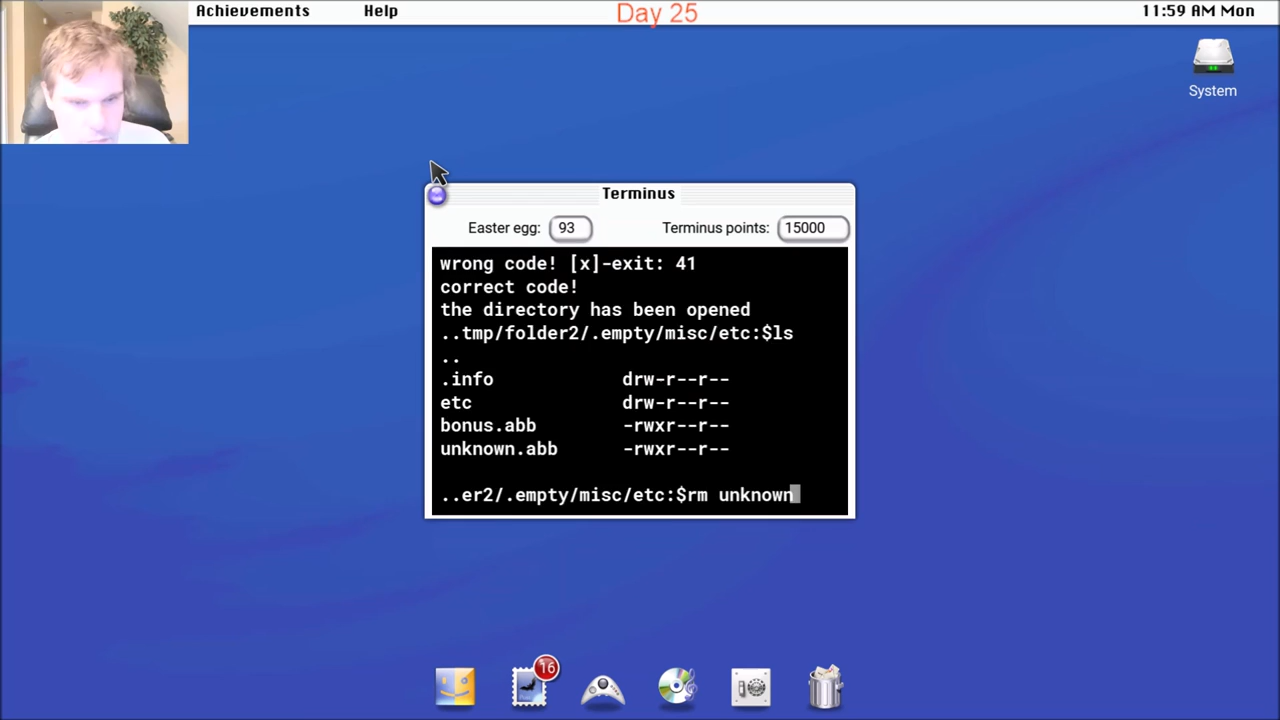 Achievements Help Day 25 11:59 AM Mon
System
Terminus
Easter egg: 93 Terminus points: 15000
wrong code! [x]-exit: 41
correct code!
the directory has been opened
..tmp/folder2/.empty/misc/etc:$ls
..
.info drw-r--r--
etc drw-r--r--
bonus.abb -rwxr--r--
unknown.abb -rwxr--r--
..er2/.empty/misc/etc:$rm unknown
16